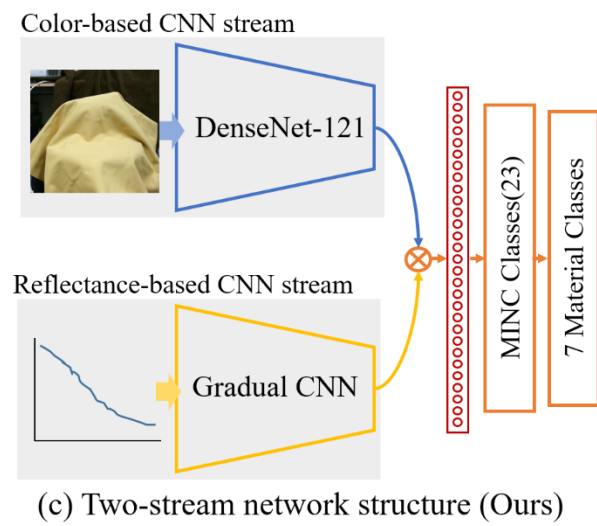 Color-based CNN stream
DenseNet-121
Reflectance-based CNN stream
Gradual CNN
MINC Classes(23)
7 Material Classes
(c) Two-stream network structure (Ours)